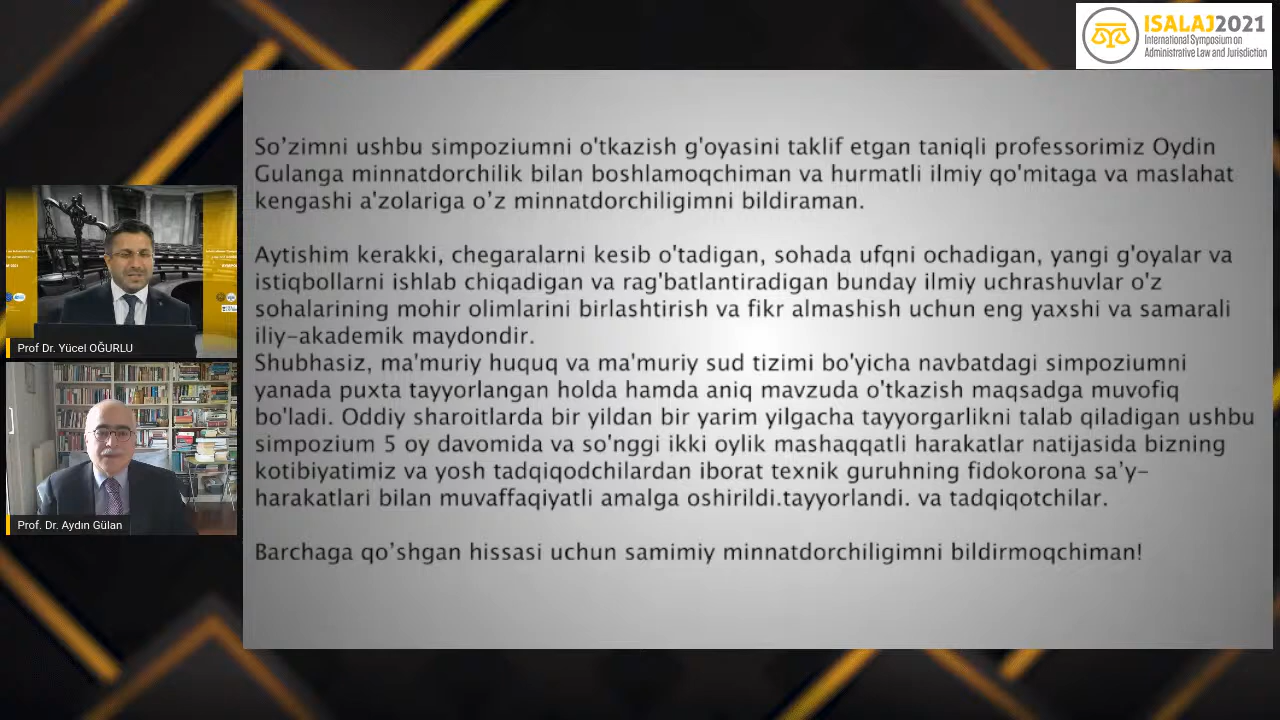 ISALAJ2021
International Symposium on
Administrative Law and Jurisdiction
So’zimni ushbu simpoziumni o'tkazish g'oyasini taklif etgan taniqli professorimiz Oydin
Gulanga minnatdorchilik bilan boshlamoqchiman va hurmatli ilmiy qo'mitaga va maslahat
kengashi a'zolariga o’z minnatdorchiligimni bildiraman.
Aytishim kerakki, chegaralarni kesib o'tadigan, sohada ufqni ochadigan, yangi g'oyalar va
istiqbollarni ishlab chiqadigan va rag'batlantiradigan bunday ilmiy uchrashuvlar o'z
sohalarining mohir olimlarini birlashtirish va fikr almashish uchun eng yaxshi va samarali
iliy-akademik maydondir.
Shubhasiz, ma'muriy huquq va ma'muriy sud tizimi bo'yicha navbatdagi simpoziumni
yanada puxta tayyorlangan holda hamda aniq mavzuda o'tkazish maqsadga muvofiq
bo'ladi. Oddiy sharoitlarda bir yildan bir yarim yilgacha tayyorgarlikni talab qiladigan ushbu
simpozium 5 oy davomida va so'nggi ikki oylik mashaqqatli harakatlar natijasida bizning
kotibiyatimiz va yosh tadqiqodchilardan iborat texnik guruhning fidokorona sa’y-
harakatlari bilan muvaffaqiyatli amalga oshirildi.tayyorlandi. va tadqiqotchilar.
Barchaga qo’shgan hissasi uchun samimiy minnatdorchiligimni bildirmoqchiman!
Prof Dr. Yücel OĞURLU
Prof. Dr. Aydın Gülan